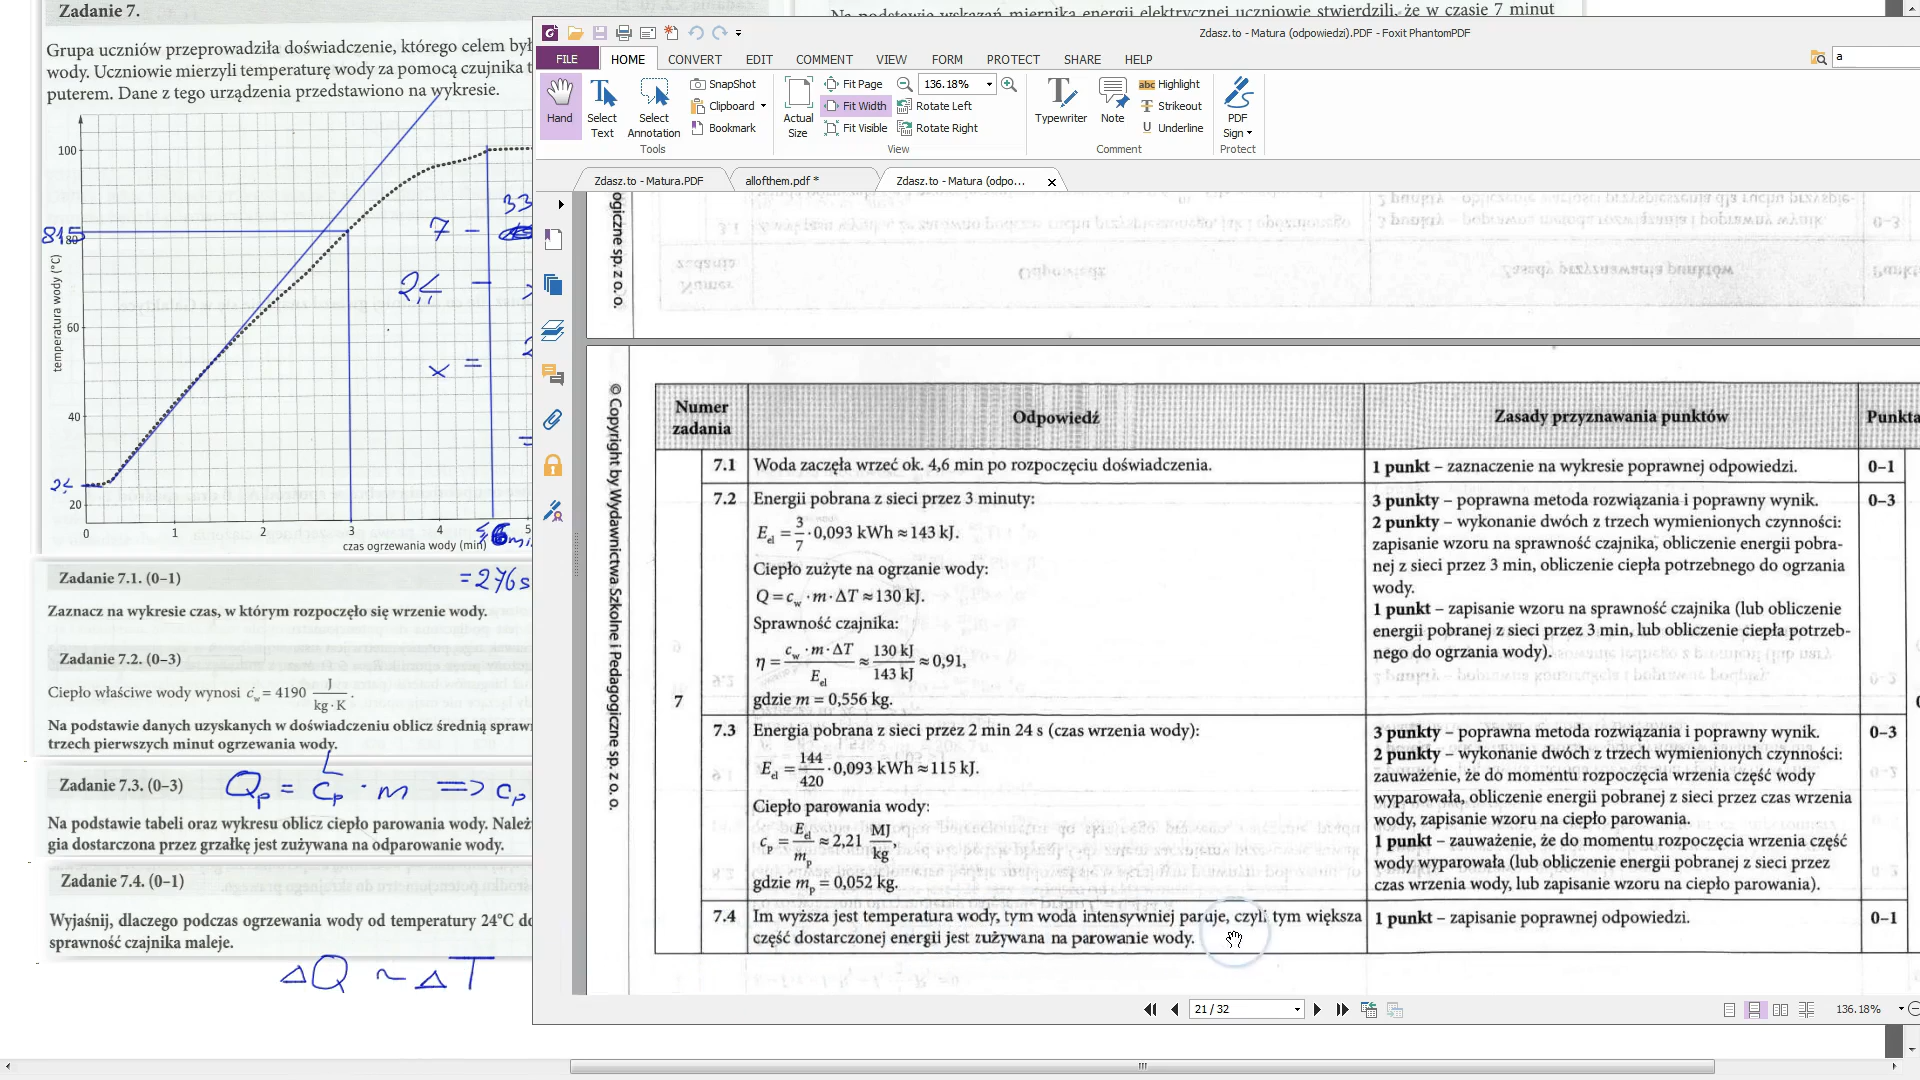 Zadanie 7.
Na podstawie wskazań miernika energii elektrycznej uczniowie stwierdzili, że w czasie 7 minut
Grupa uczniów przeprowadziła doświadczenie, którego celem był
wody. Uczniowie mierzyli temperaturę wody za pomocą czujnika t
puterem. Dane z tego urządzenia przedstawiono na wykresie.
100
815
80
60
40
24
20
temperatura wody (°C)
0 1 2 3 4 5
czas ogrzewania wody (min)
7 –
24
x =
= 276s
Zadanie 7.1. (0–1)
Zaznacz na wykresie czas, w którym rozpoczęło się wrzenie wody.
Zadanie 7.2. (0–3)
Ciepło właściwe wody wynosi c_w = 4190 J/kg · K.
Na podstawie danych uzyskanych w doświadczeniu oblicz średnią spraw
trzech pierwszych minut ogrzewania wody.
Zadanie 7.3. (0–3)
L
Qp = cp · m => cp
Na podstawie tabeli oraz wykresu oblicz ciepło parowania wody. Należ
gia dostarczona przez grzałkę jest zużywana na odparowanie wody.
Zadanie 7.4. (0–1)
Wyjaśnij, dlaczego podczas ogrzewania wody od temperatury 24°C do
sprawność czajnika maleje.
ΔQ ~ ΔT
Zdasz.to - Matura (odpowiedzi).PDF - Foxit PhantomPDF
FILE HOME CONVERT EDIT COMMENT VIEW FORM PROTECT SHARE HELP
a
Hand
Select Text
Select Annotation
SnapShot
Clipboard
Bookmark
Tools
Actual Size
Fit Page
Fit Width
Fit Visible
136.18%
Rotate Left
Rotate Right
View
Typewriter
Note
abc Highlight
Strikeout
U Underline
Comment
PDF Sign
Protect
Zdasz.to - Matura.PDF
allofthem.pdf *
Zdasz.to - Matura (odpo...
ogiczne sp. z o. o.
© Copyright by Wydawnictwa Szkolne i Pedagogiczne sp. z o. o.
Numer zadania
Odpowiedź
Zasady przyznawania punktów
Punkta
7
7.1 Woda zaczęła wrzeć ok. 4,6 min po rozpoczęciu doświadczenia.
1 punkt – zaznaczenie na wykresie poprawnej odpowiedzi.
0–1
7.2 Energii pobrana z sieci przez 3 minuty:
E_el = 3/7 · 0,093 kWh ≈ 143 kJ.
Ciepło zużyte na ogrzanie wody:
Q = c_w · m · ΔT ≈ 130 kJ.
Sprawność czajnika:
η = c_w · m · ΔT / E_el ≈ 130 kJ / 143 kJ ≈ 0,91,
gdzie m = 0,556 kg.
3 punkty – poprawna metoda rozwiązania i poprawny wynik.
2 punkty – wykonanie dwóch z trzech wymienionych czynności:
zapisanie wzoru na sprawność czajnika, obliczenie energii pobra-
nej z sieci przez 3 min, obliczenie ciepła potrzebnego do ogrzania
wody.
1 punkt – zapisanie wzoru na sprawność czajnika (lub obliczenie
energii pobranej z sieci przez 3 min, lub obliczenie ciepła potrzeb-
nego do ogrzania wody).
0–3
7.3 Energia pobrana z sieci przez 2 min 24 s (czas wrzenia wody):
E_el = 144/420 · 0,093 kWh ≈ 115 kJ.
Ciepło parowania wody:
c_p = E_el / m_p ≈ 2,21 MJ/kg,
gdzie m_p = 0,052 kg.
3 punkty – poprawna metoda rozwiązania i poprawny wynik.
2 punkty – wykonanie dwóch z trzech wymienionych czynności:
zauważenie, że do momentu rozpoczęcia wrzenia część wody
wyparowała, obliczenie energii pobranej z sieci przez czas wrzenia
wody, zapisanie wzoru na ciepło parowania.
1 punkt – zauważenie, że do momentu rozpoczęcia wrzenia część
wody wyparowała (lub obliczenie energii pobranej z sieci przez
czas wrzenia wody, lub zapisanie wzoru na ciepło parowania).
0–3
7.4 Im wyższa jest temperatura wody, tym woda intensywniej paruje, czyli tym większa
część dostarczonej energii jest zużywana na parowanie wody.
1 punkt – zapisanie poprawnej odpowiedzi.
0–1
21 / 32
136.18%